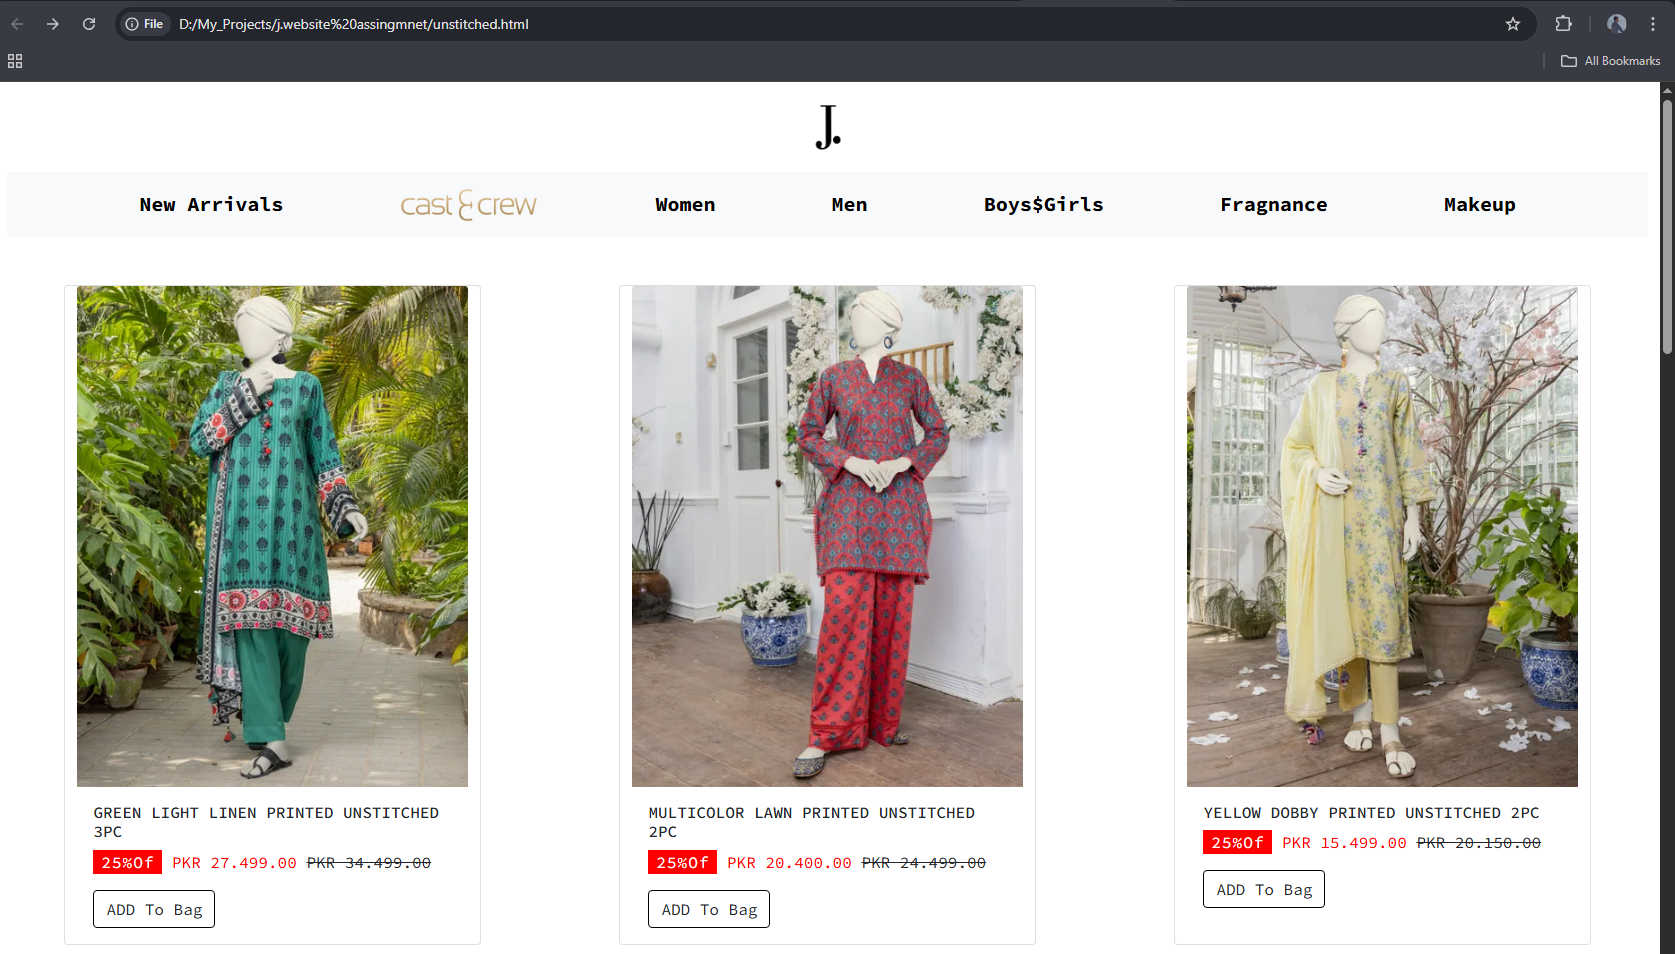 File D:/My_Projects/j.website%20assingmnet/unstitched.html
All Bookmarks
J.
New Arrivals cast & crew Women Men Boys$Girls Fragnance Makeup
GREEN LIGHT LINEN PRINTED UNSTITCHED
3PC
25%Of PKR 27.499.00 PKR 34.499.00
ADD To Bag
MULTICOLOR LAWN PRINTED UNSTITCHED
2PC
25%Of PKR 20.400.00 PKR 24.499.00
ADD To Bag
YELLOW DOBBY PRINTED UNSTITCHED 2PC
25%Of PKR 15.499.00 PKR 20.150.00
ADD To Bag